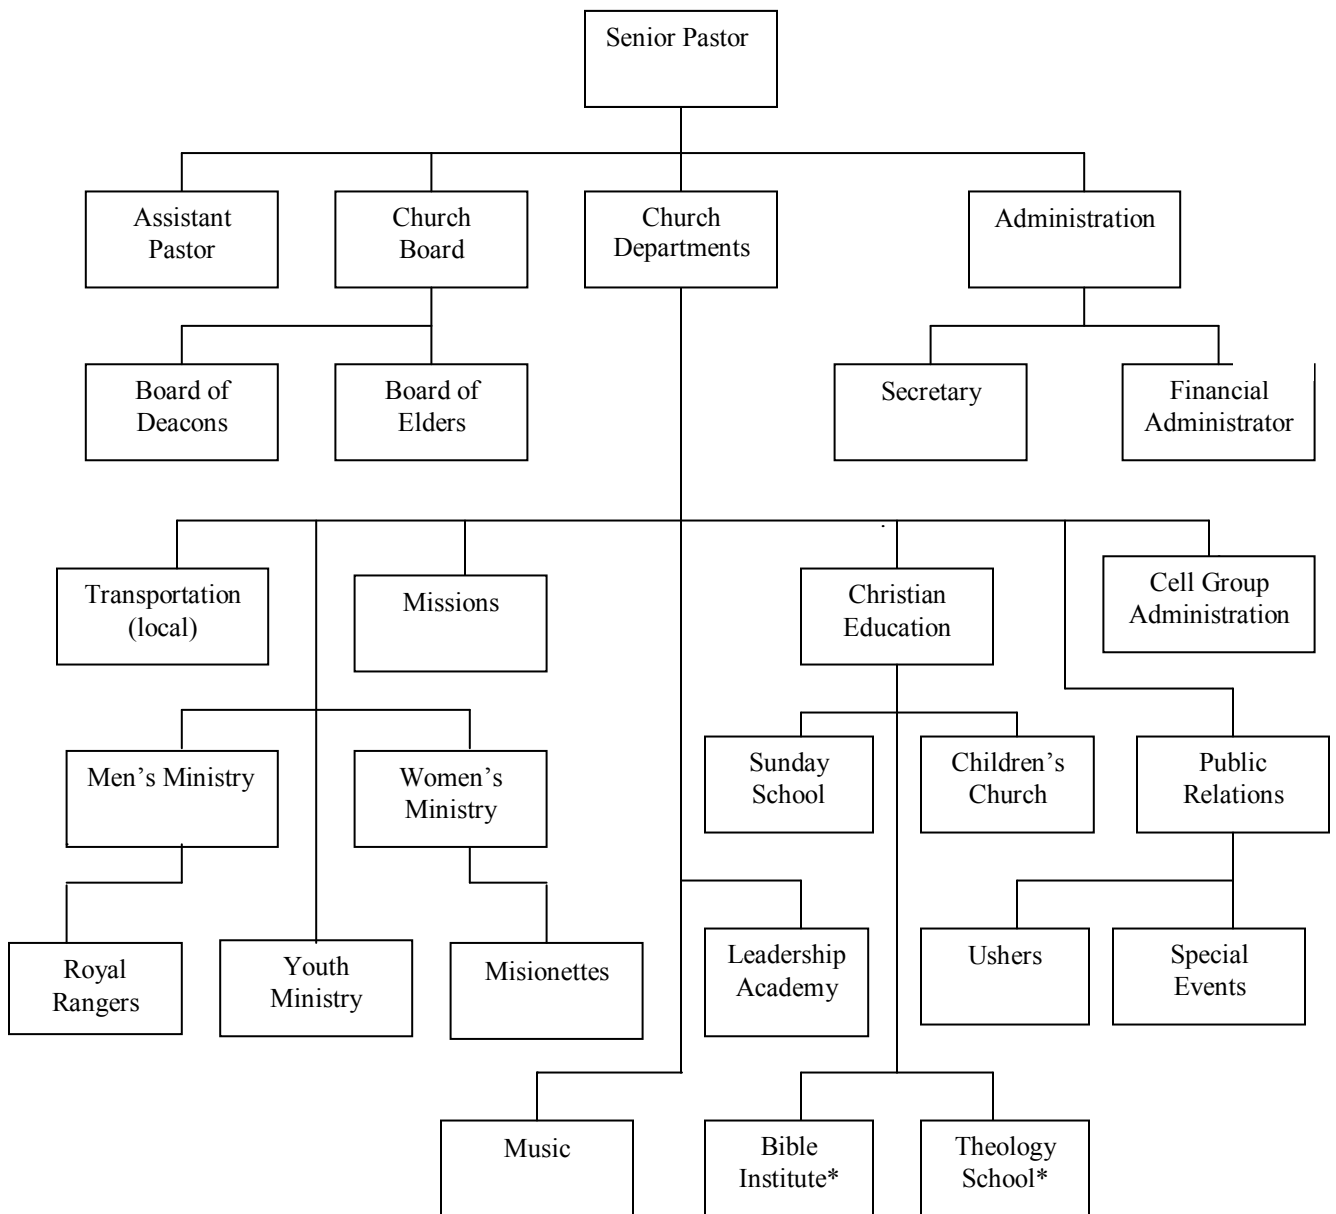 Senior Pastor
Assistant
Pastor
Church
Board
Church
Departments
Administration
Board of
Deacons
Board of
Elders
Secretary
Financial
Administrator
Transportation
(local)
Missions
Christian
Education
Cell Group
Administration
Men’s Ministry
Women’s
Ministry
Sunday
School
Children’s
Church
Public
Relations
Royal
Rangers
Youth
Ministry
Misionettes
Leadership
Academy
Ushers
Special
Events
Music
Bible
Institute*
Theology
School*